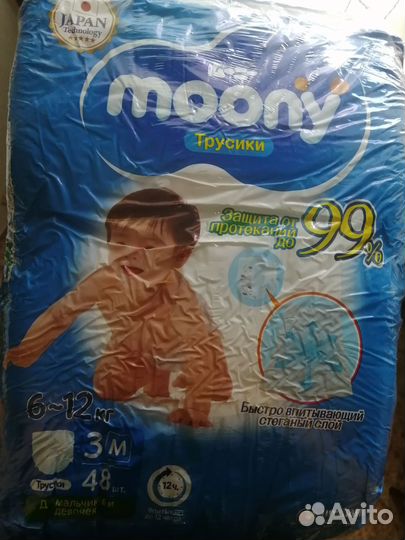 JAPAN
Technology
moony
Трусики
Защита от
протеканий
до
99%
Быстро впитывающий
стеганый слой
6~12 кг
3 M
Трусики
48 шт.
12ч.
мальчиков и
девочек
Avito